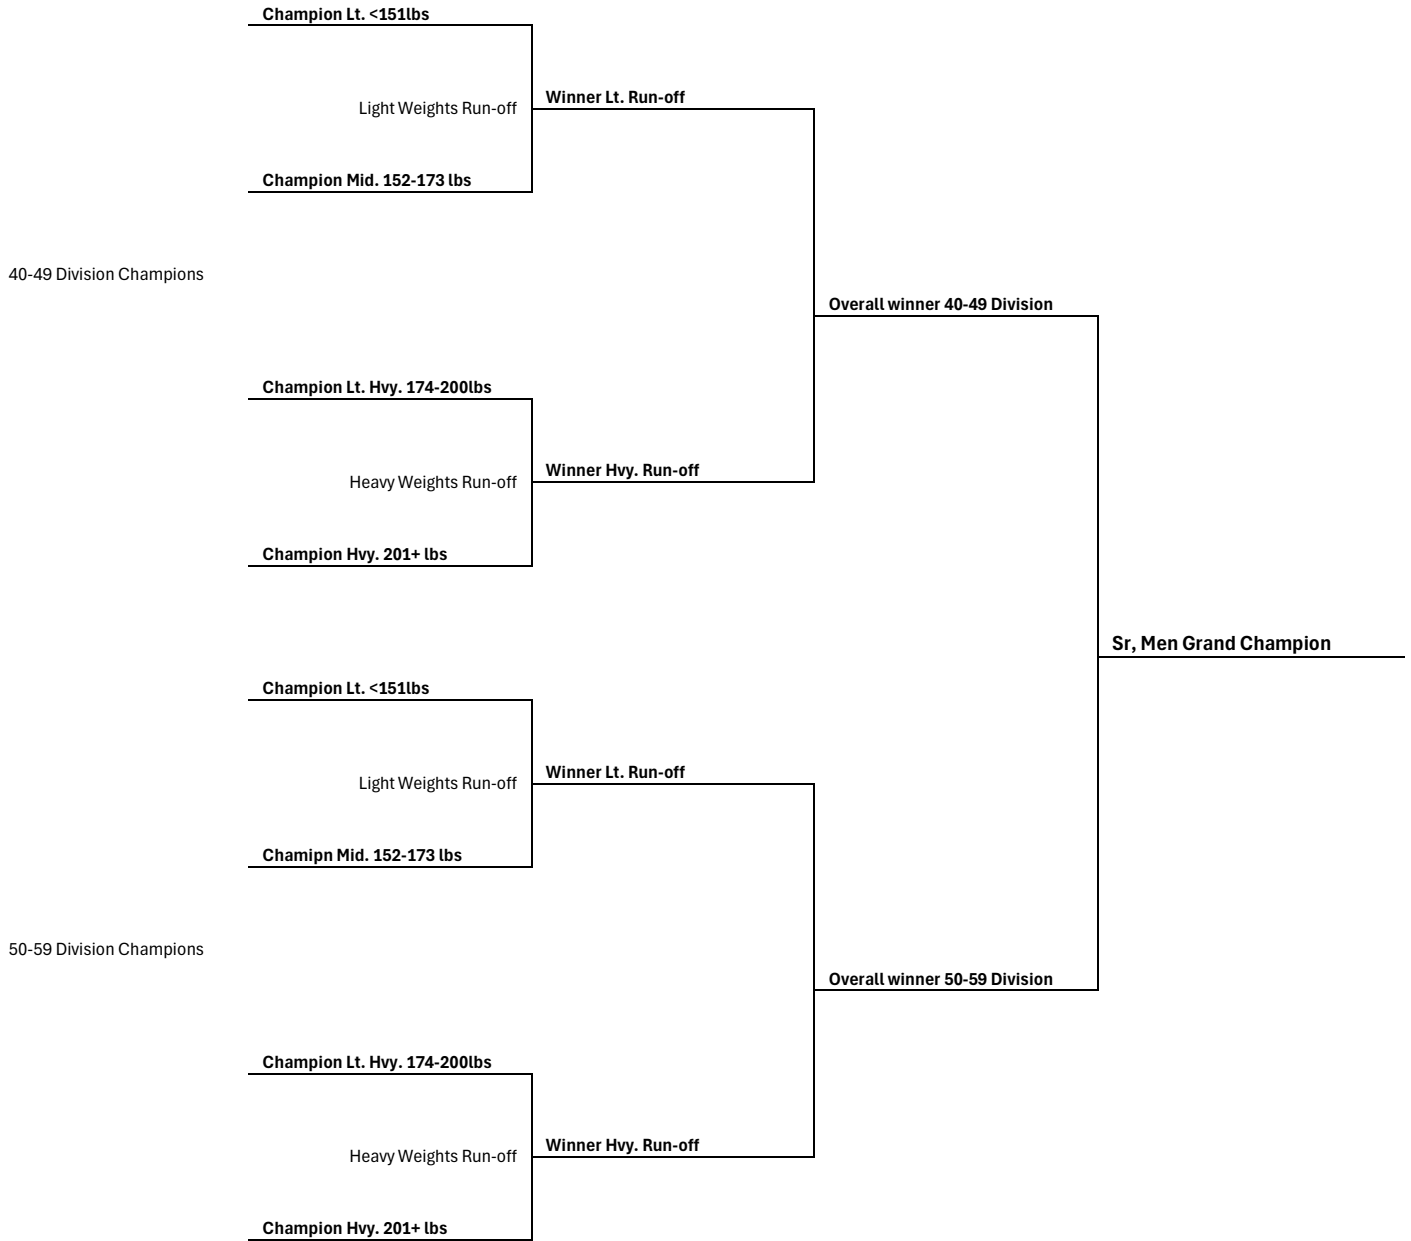 Champion Lt. <151lbs
Light Weights Run-off
Winner Lt. Run-off
Champion Mid. 152-173 lbs
40-49 Division Champions
Overall winner 40-49 Division
Champion Lt. Hvy. 174-200lbs
Heavy Weights Run-off
Winner Hvy. Run-off
Champion Hvy. 201+ lbs
Sr, Men Grand Champion
Champion Lt. <151lbs
Light Weights Run-off
Winner Lt. Run-off
Chamipn Mid. 152-173 lbs
50-59 Division Champions
Overall winner 50-59 Division
Champion Lt. Hvy. 174-200lbs
Heavy Weights Run-off
Winner Hvy. Run-off
Champion Hvy. 201+ lbs